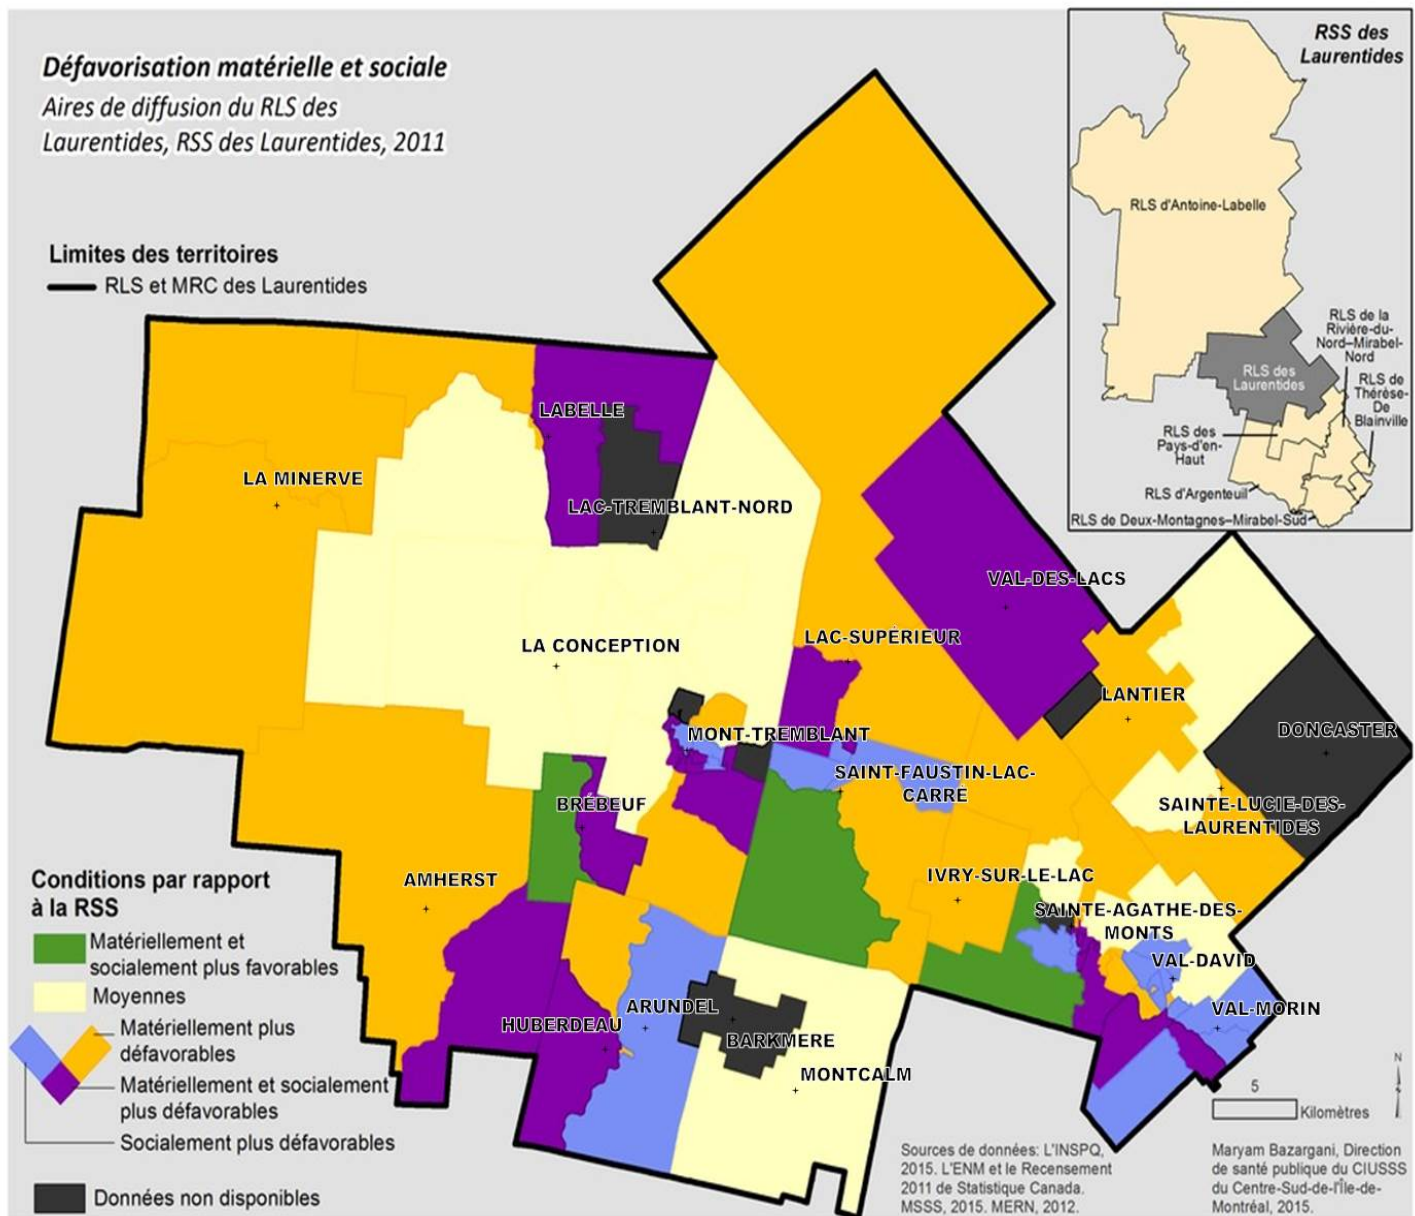 Défavorisation matérielle et sociale
Aires de diffusion du RLS des
Laurentides, RSS des Laurentides, 2011
Limites des territoires
RLS et MRC des Laurentides
RSS des
Laurentides
RLS d'Antoine-Labelle
RLS de la
Rivière-du-
Nord–Mirabel-
Nord
RLS des
Laurentides
RLS de
Thérèse-
De
Blainville
RLS des
Pays-d'en-
Haut
RLS d'Argenteuil
RLS de Deux-Montagnes–Mirabel-Sud
LABELLE
LA MINERVE
LAC-TREMBLANT-NORD
VAL-DES-LACS
LA CONCEPTION
LAC-SUPÉRIEUR
LANTIER
DONCASTER
MONT-TREMBLANT
SAINT-FAUSTIN-LAC-
CARRE
BRÉBEUF
SAINTE-LUCIE-DES-
LAURENTIDES
AMHERST
IVRY-SUR-LE-LAC
SAINTE-AGATHE-DES-
MONTS
VAL-DAVID
ARUNDEL
VAL-MORIN
HUBERDEAU
BARKMERE
MONTCALM
Conditions par rapport
à la RSS
Matériellement et
socialement plus favorables
Moyennes
Matériellement plus
défavorables
Matériellement et socialement
plus défavorables
Socialement plus défavorables
Données non disponibles
N
5
Kilomètres
Sources de données: L'INSPQ,
2015. L'ENM et le Recensement
2011 de Statistique Canada.
MSSS, 2015. MERN, 2012.
Maryam Bazargani, Direction
de santé publique du CIUSSS
du Centre-Sud-de-l'Île-de-
Montréal, 2015.